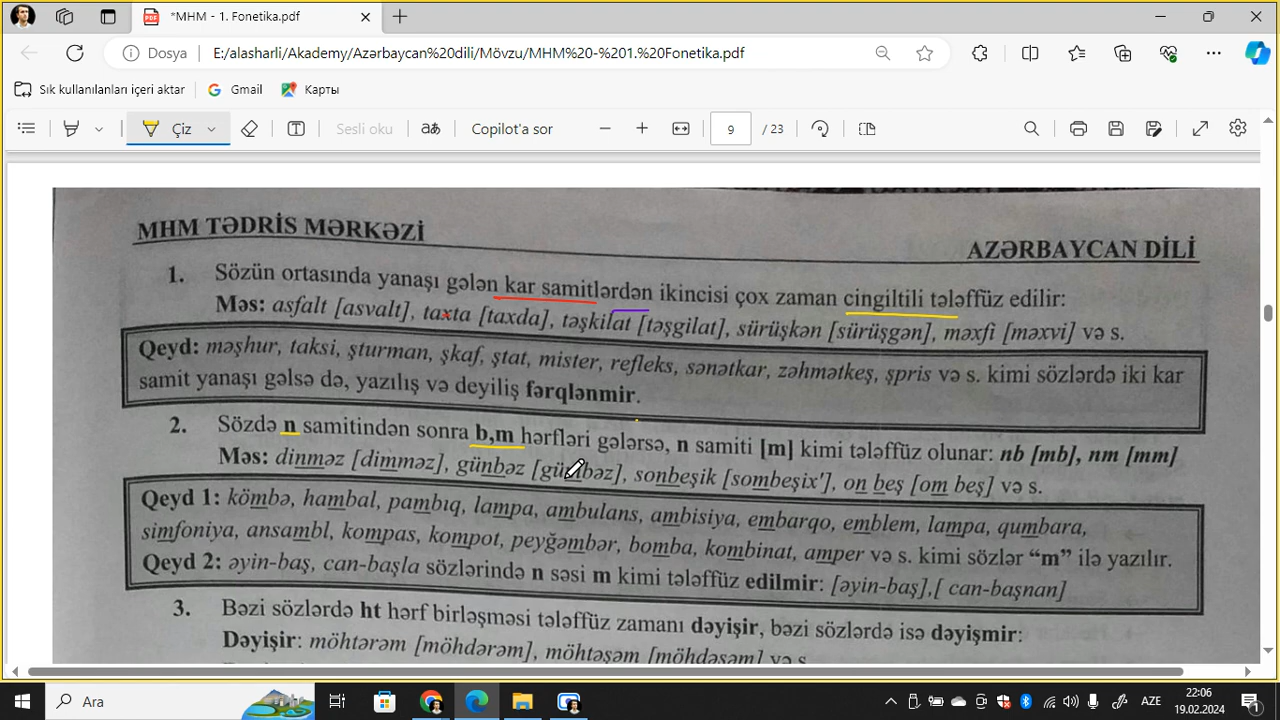 *MHM - 1. Fonetika.pdf
Dosya E:/alasharli/Akademy/Azərbaycan%20dili/Mövzu/MHM%20-%201.%20Fonetika.pdf
Sık kullanılanları içeri aktar Gmail Карты
Çiz aあ Sesli oku Copilot'a sor 9 / 23
MHM TƏDRİS MƏRKƏZİ AZƏRBAYCAN DİLİ
1. Sözün ortasında yanaşı gələn kar samitlərdən ikincisi çox zaman cingiltili tələffüz edilir:
Məs: asfalt [asvalt], taxta [taxda], təşkilat [təşgilat], sürüşkən [sürüşgən], məxfi [məxvi] və s.
Qeyd: məşhur, taksi, şturman, şkaf, ştat, mister, refleks, sənətkar, zəhmətkeş, şpris və s. kimi sözlərdə iki kar
samit yanaşı gəlsə də, yazılış və deyiliş fərqlənmir.
2. Sözdə n samitindən sonra b,m hərfləri gələrsə, n samiti [m] kimi tələffüz olunar: nb [mb], nm [mm]
Məs: dinməz [dimməz], günbəz [gümbəz], sonbeşik [sombeşix'], on beş [om beş] və s.
Qeyd 1: kömbə, hambal, pambıq, lampa, ambulans, ambisiya, embarqo, emblem, lampa, qumbara,
simfoniya, ansambl, kompas, kompot, peyğəmbər, bomba, kombinat, amper və s. kimi sözlər “m” ilə yazılır.
Qeyd 2: əyin-baş, can-başla sözlərində n səsi m kimi tələffüz edilmir: [əyin-baş],[ can-başnan]
3. Bəzi sözlərdə ht hərf birləşməsi tələffüz zamanı dəyişir, bəzi sözlərdə isə dəyişmir:
Dəyişir: möhtərəm [möhdərəm], möhtəşəm [möhdəşəm] və s.
Ara AZE 22:06
19.02.2024